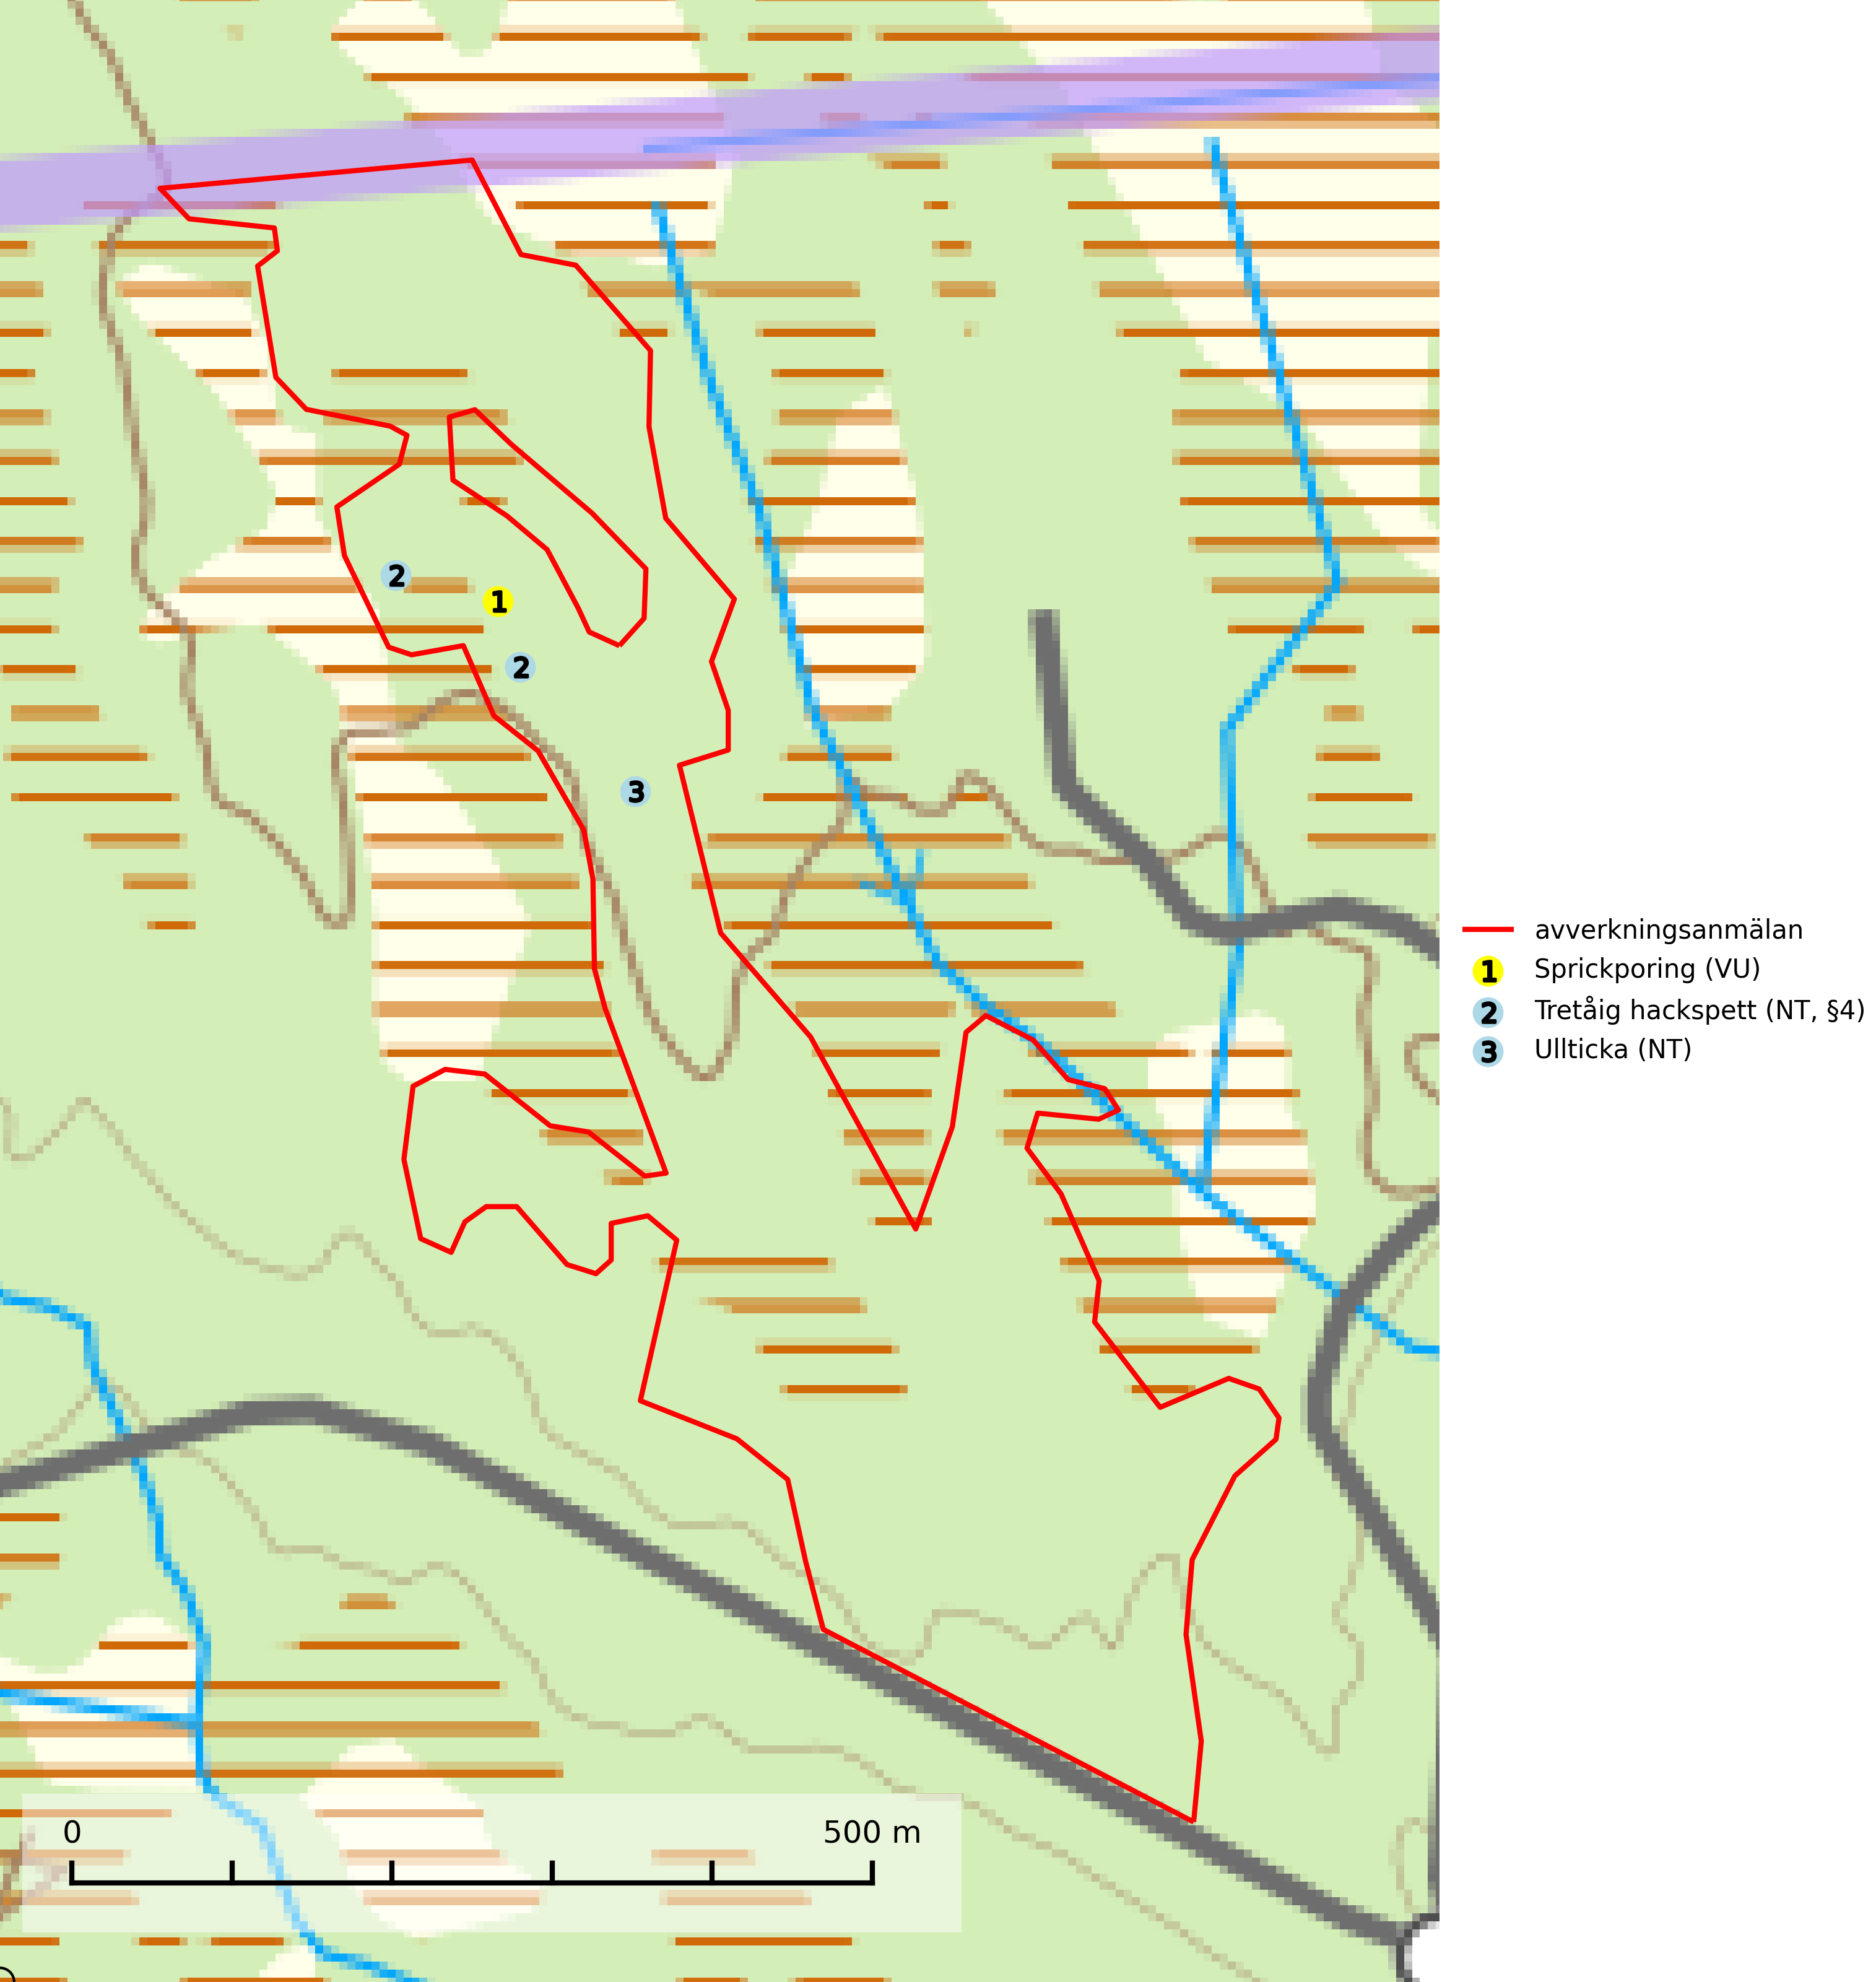 2
1
2
3
avverkningsanmälan
1 Sprickporing (VU)
2 Tretåig hackspett (NT, §4)
3 Ullticka (NT)
0 500 m